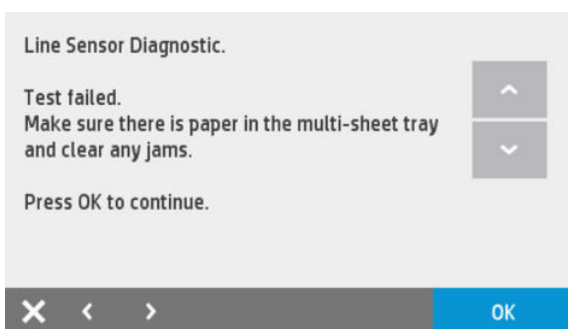 Line Sensor Diagnostic.
Test failed.
Make sure there is paper in the multi-sheet tray
and clear any jams.
Press OK to continue.
OK